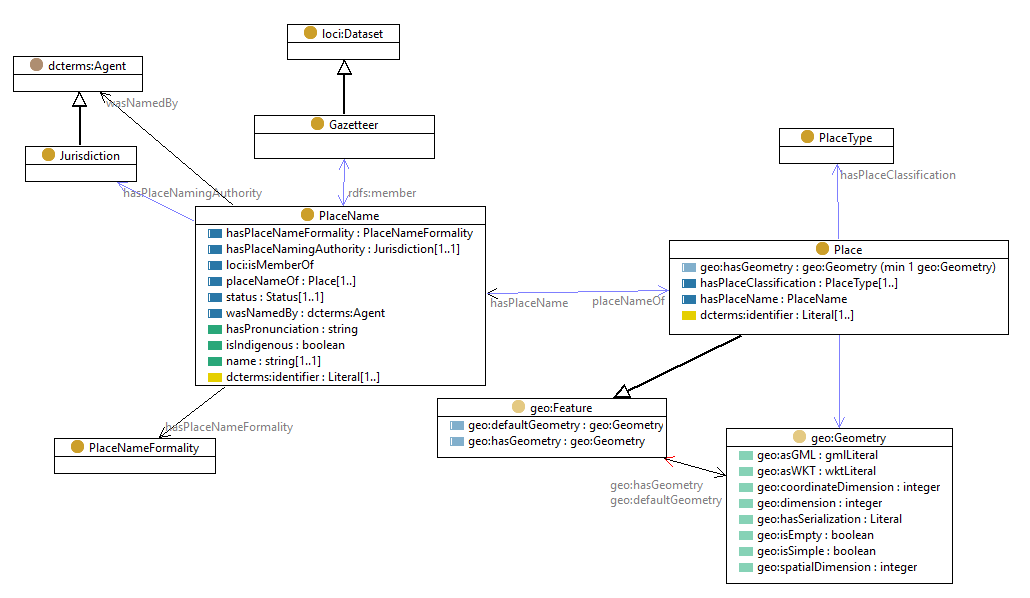 loci:Dataset
dcterms:Agent
wasNamedBy
Gazetteer
PlaceType
Jurisdiction
hasPlaceClassification
hasPlaceNamingAuthority
rdfs:member
PlaceName
hasPlaceNameFormality : PlaceNameFormality
hasPlaceNamingAuthority : Jurisdiction[1..1]
loci:isMemberOf
placeNameOf : Place[1..]
status : Status[1..1]
wasNamedBy : dcterms:Agent
hasPronunciation : string
isIndigenous : boolean
name : string[1..1]
dcterms:identifier : Literal[1..]
Place
geo:hasGeometry : geo:Geometry (min 1 geo:Geometry)
hasPlaceClassification : PlaceType[1..]
hasPlaceName : PlaceName
dcterms:identifier : Literal[1..]
hasPlaceName
placeNameOf
hasPlaceNameFormality
PlaceNameFormality
geo:Feature
geo:defaultGeometry : geo:Geometry
geo:hasGeometry : geo:Geometry
geo:hasGeometry
geo:defaultGeometry
geo:Geometry
geo:asGML : gmlLiteral
geo:asWKT : wktLiteral
geo:coordinateDimension : integer
geo:dimension : integer
geo:hasSerialization : Literal
geo:isEmpty : boolean
geo:isSimple : boolean
geo:spatialDimension : integer